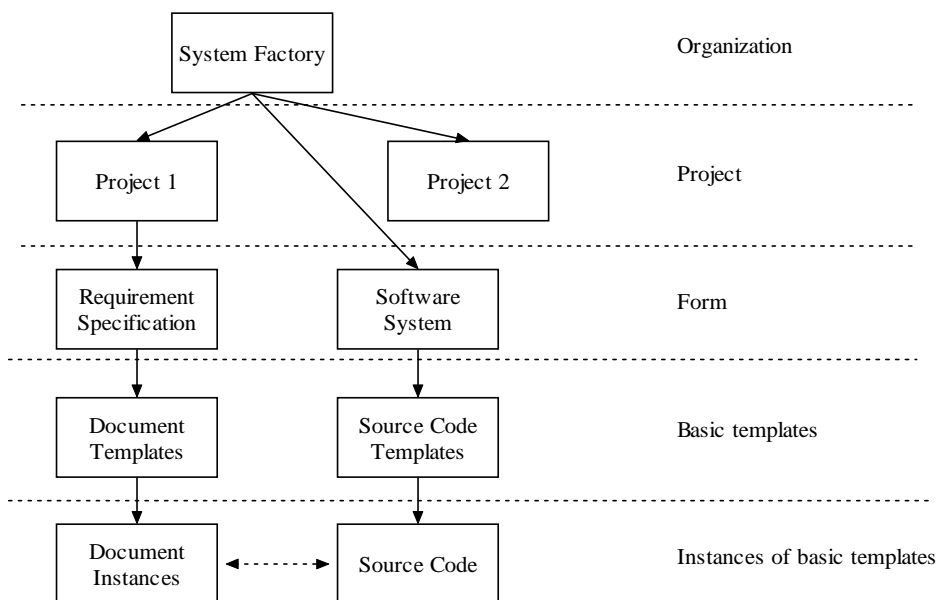 System Factory
Organization
Project 1
Project 2
Project
Requirement
Specification
Software
System
Form
Document
Templates
Source Code
Templates
Basic templates
Document
Instances
Source Code
Instances of basic templates